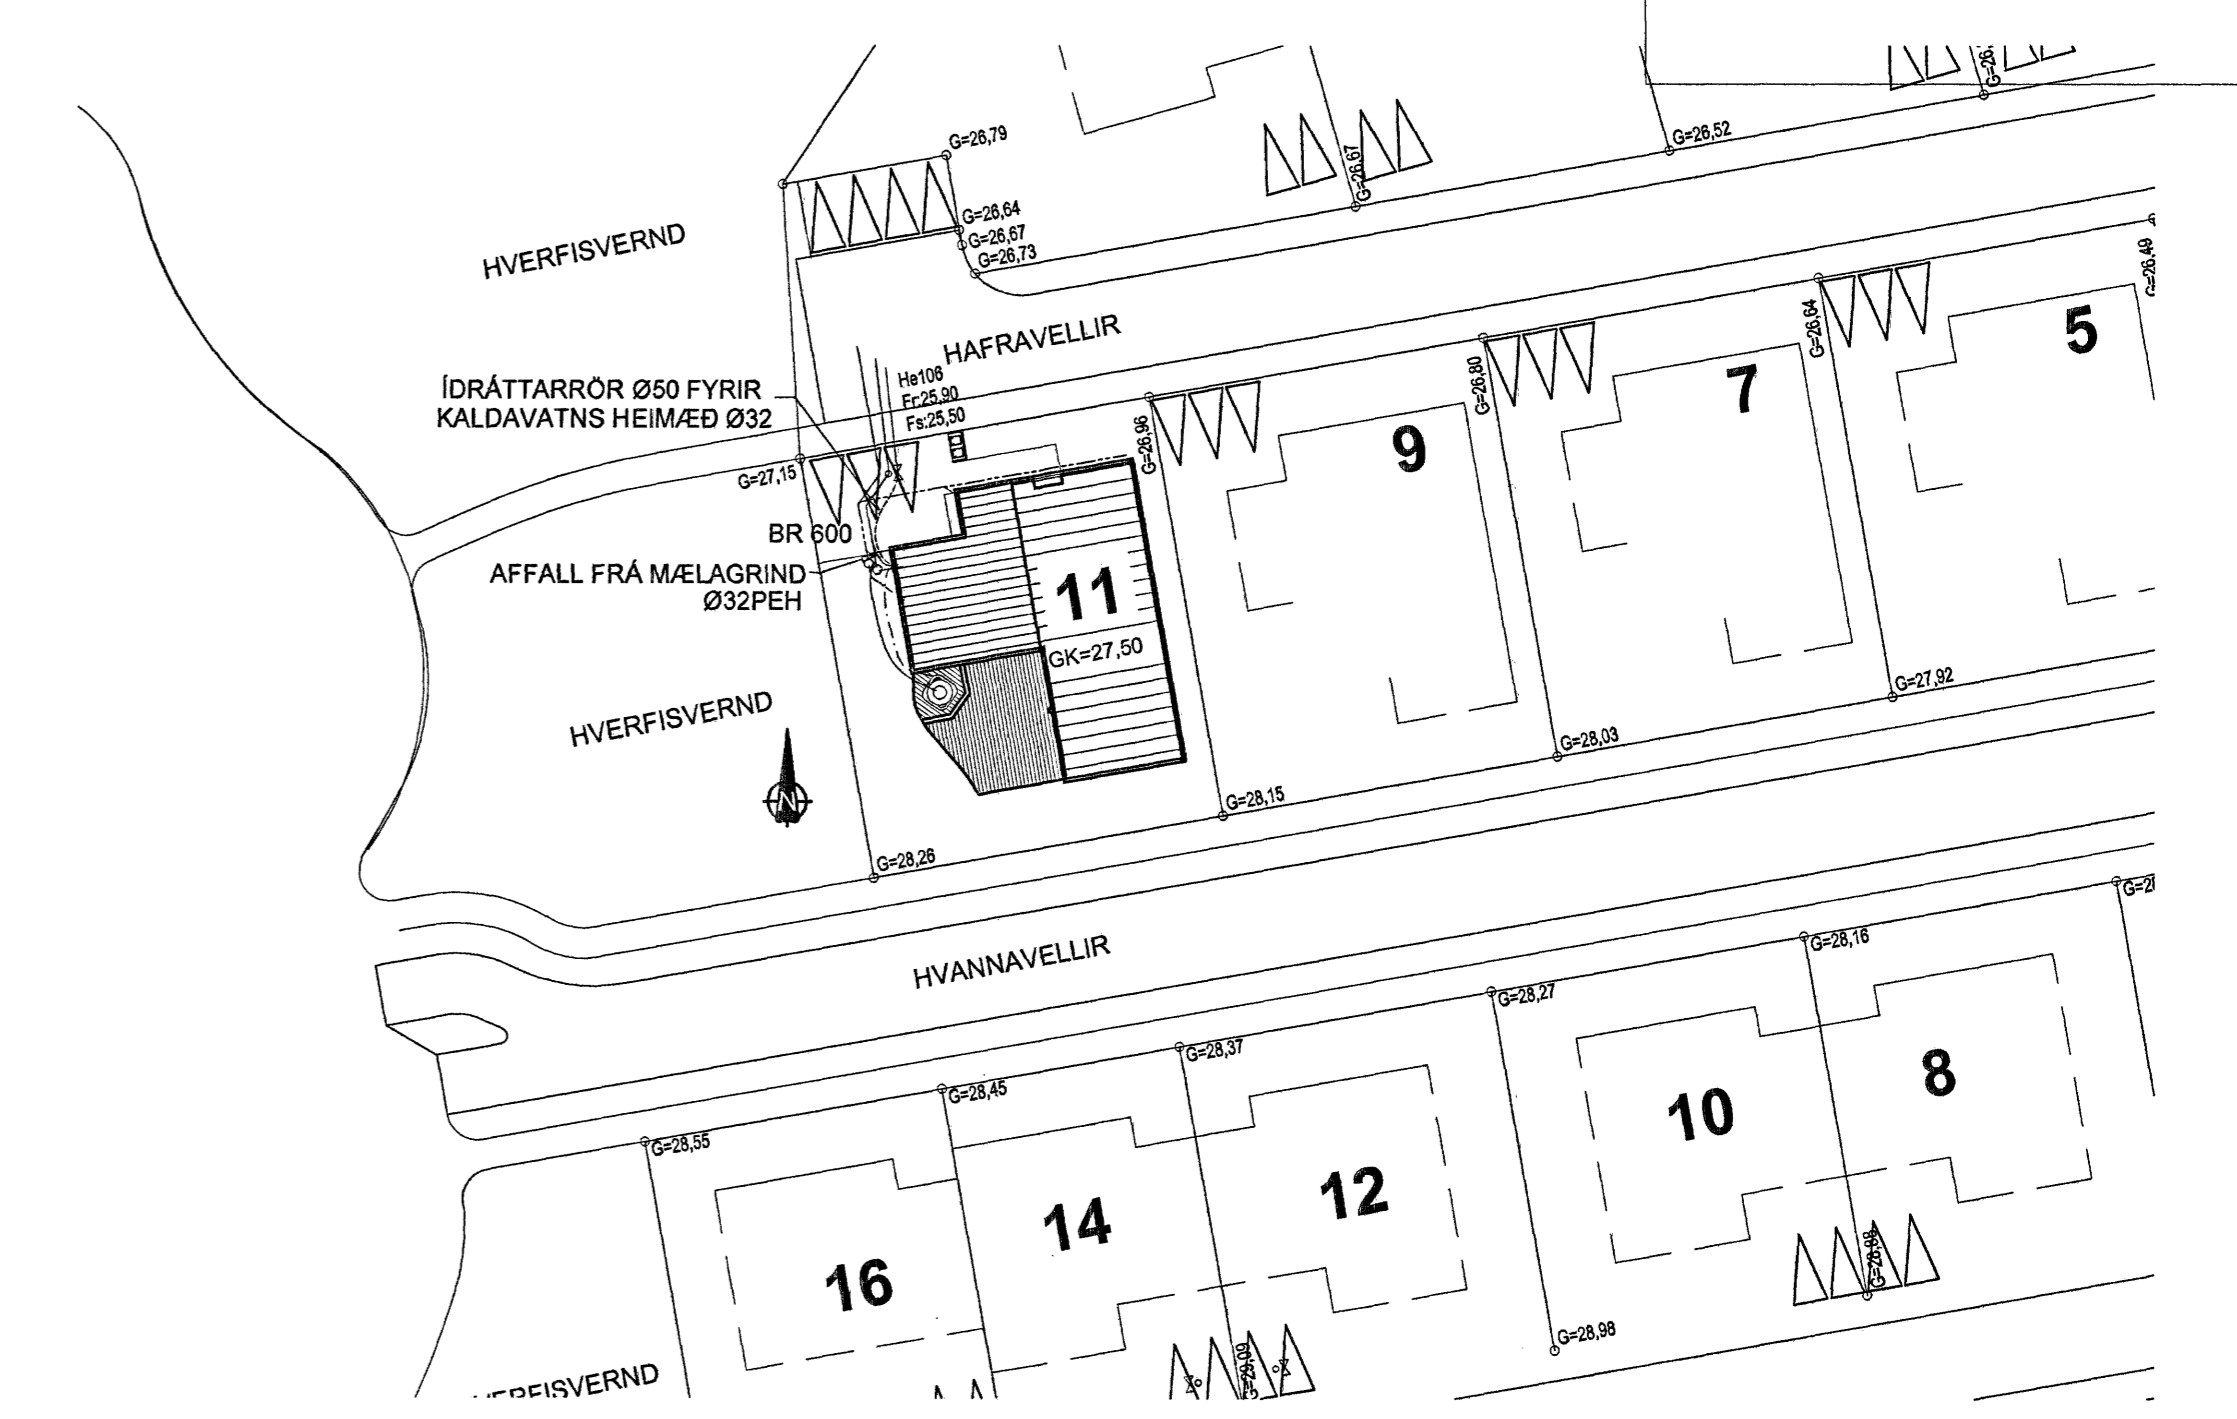 G=26,79
G=26,52
G=26,67
G=26,64
G=26,67
G=26,73
HVERFISVERND
HAFRAVELLIR
G=26,49
G=26,64
G=26,80
G=26,96
5
7
9
ÍDRÁTTARRÖR Ø50 FYRIR
KALDAVATNS HEIMÆÐ Ø32
He106
Fr:25,90
Fs:25,50
G=27,15
BR 600
AFFALL FRÁ MÆLAGRIND
Ø32PEH
11
GK=27,50
HVERFISVERND
N
G=27,92
G=28,03
G=28,15
G=28,26
HVANNAVELLIR
G=28,16
G=28,27
G=28,37
G=28,45
G=28,55
8
10
12
14
16
G=28,88
G=28,98
G=29,09
HVERFISVERND